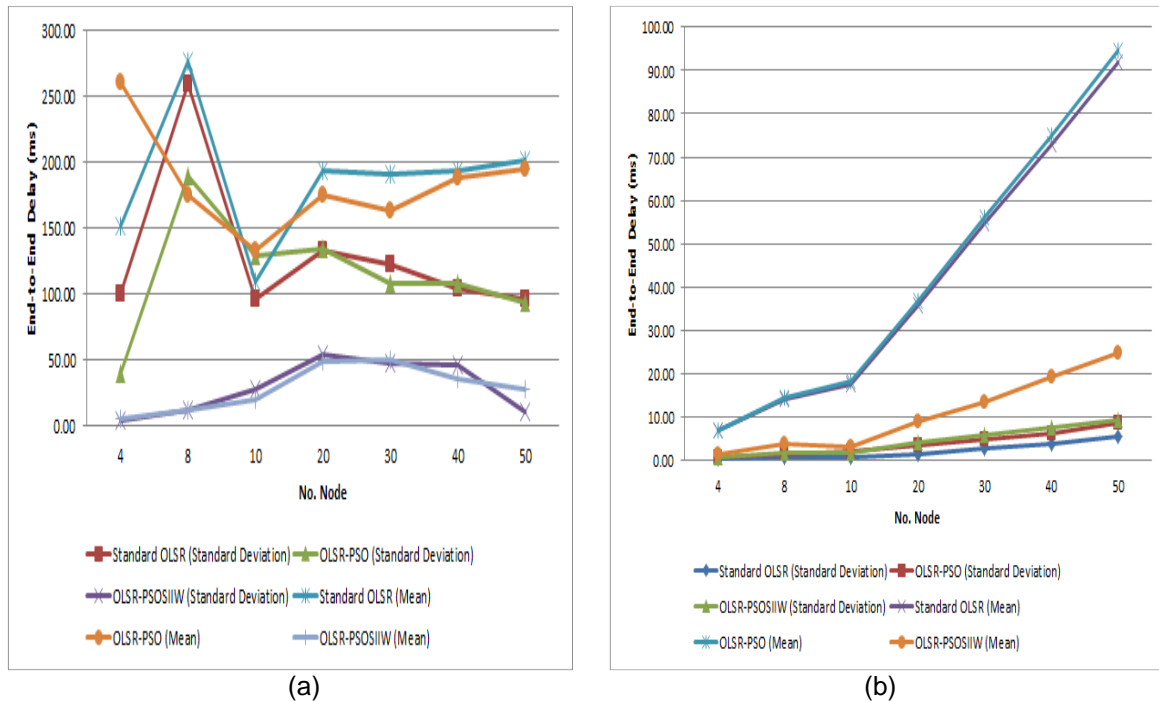 300.00
250.00
200.00
150.00
100.00
50.00
0.00
End-to-End Delay (ms)
4 8 10 20 30 40 50
No. Node
Standard OLSR (Standard Deviation) OLSR-PSO (Standard Deviation)
OLSR-PSOSIIW (Standard Deviation) Standard OLSR (Mean)
OLSR-PSO (Mean) OLSR-PSOSIIW (Mean)
(a)
100.00
90.00
80.00
70.00
60.00
50.00
40.00
30.00
20.00
10.00
0.00
End-to-End Delay (ms)
4 8 10 20 30 40 50
No. Node
Standard OLSR (Standard Deviation) OLSR-PSO (Standard Deviation)
OLSR-PSOSIIW (Standard Deviation) Standard OLSR (Mean)
OLSR-PSO (Mean) OLSR-PSOSIIW (Mean)
(b)